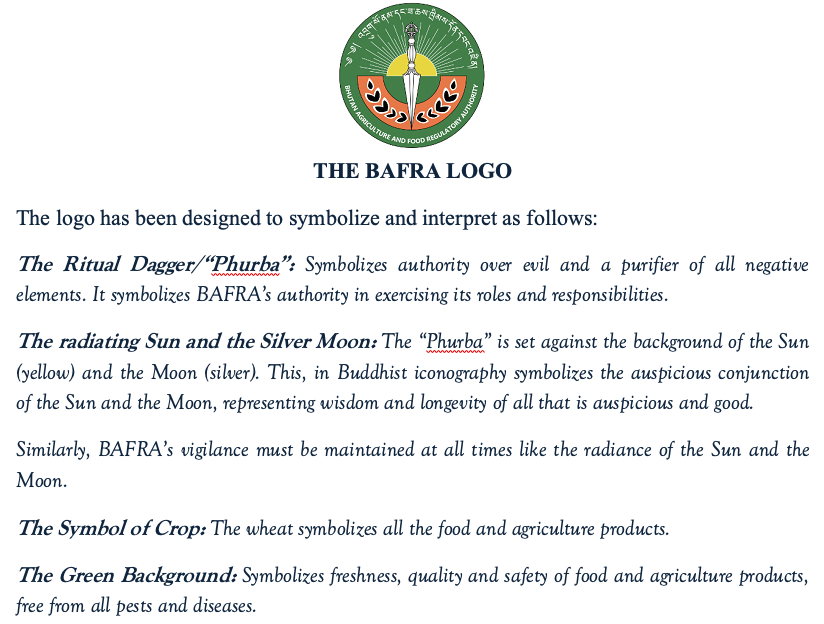 BHUTAN AGRICULTURE AND FOOD REGULATORY AUTHORITY
THE BAFRA LOGO
The logo has been designed to symbolize and interpret as follows:
The Ritual Dagger/“Phurba”: Symbolizes authority over evil and a purifier of all negative
elements. It symbolizes BAFRA’s authority in exercising its roles and responsibilities.
The radiating Sun and the Silver Moon: The “Phurba” is set against the background of the Sun
(yellow) and the Moon (silver). This, in Buddhist iconography symbolizes the auspicious conjunction
of the Sun and the Moon, representing wisdom and longevity of all that is auspicious and good.
Similarly, BAFRA’s vigilance must be maintained at all times like the radiance of the Sun and the
Moon.
The Symbol of Crop: The wheat symbolizes all the food and agriculture products.
The Green Background: Symbolizes freshness, quality and safety of food and agriculture products,
free from all pests and diseases.